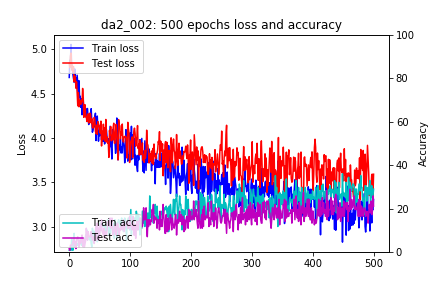 da2_002: 500 epochs loss and accuracy
Train loss
Test loss
Train acc
Test acc
Loss
5.0
4.5
4.0
3.5
3.0
Accuracy
100
80
60
40
20
0
0 100 200 300 400 500